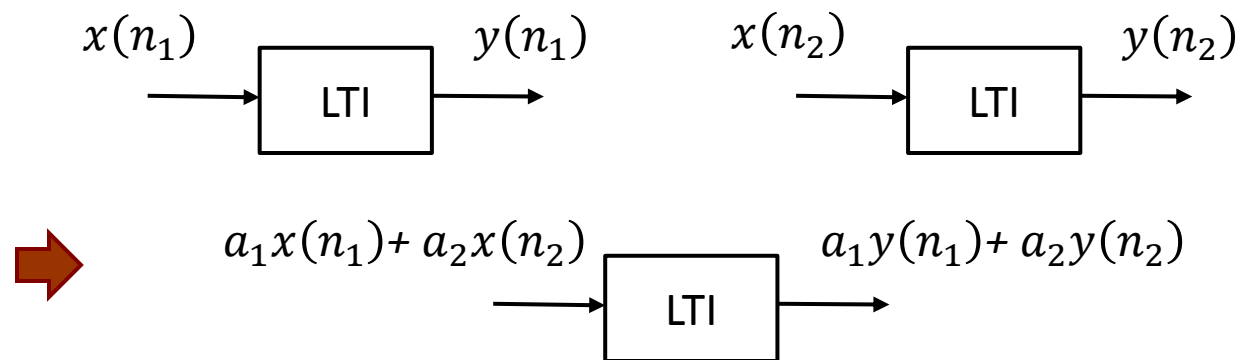 x(n₁) y(n₁) x(n₂) y(n₂)
LTI LTI
a₁x(n₁)+ a₂x(n₂) a₁y(n₁)+ a₂y(n₂)
LTI